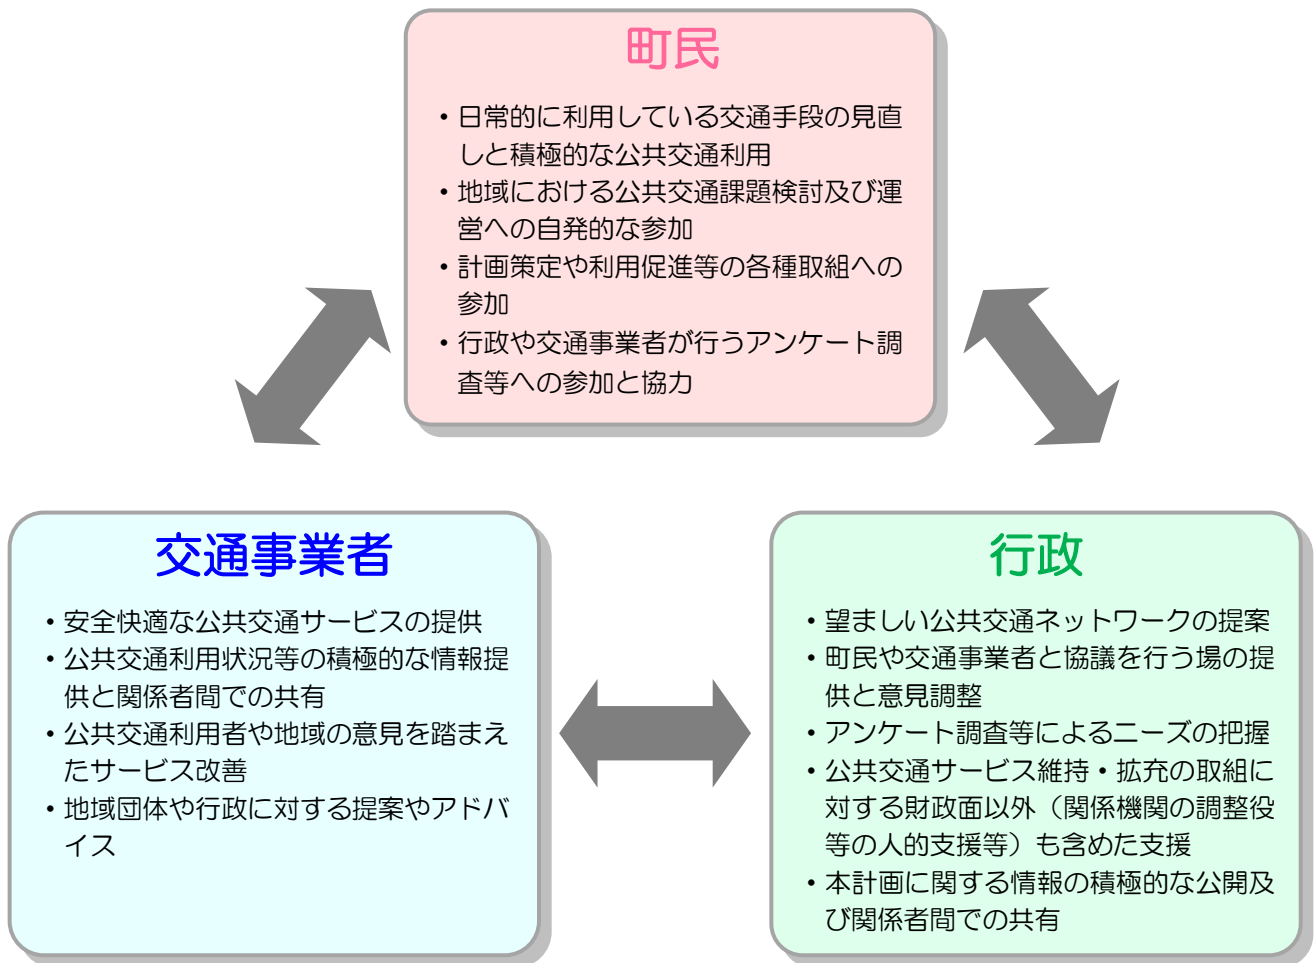 町民
・日常的に利用している交通手段の見直
しと積極的な公共交通利用
・地域における公共交通課題検討及び運
営への自発的な参加
・計画策定や利用促進等の各種取組への
参加
・行政や交通事業者が行うアンケート調
査等への参加と協力
交通事業者
・安全快適な公共交通サービスの提供
・公共交通利用状況等の積極的な情報提
供と関係者間での共有
・公共交通利用者や地域の意見を踏まえ
たサービス改善
・地域団体や行政に対する提案やアドバ
イス
行政
・望ましい公共交通ネットワークの提案
・町民や交通事業者と協議を行う場の提
供と意見調整
・アンケート調査等によるニーズの把握
・公共交通サービス維持・拡充の取組に
対する財政面以外（関係機関の調整役
等の人的支援等）も含めた支援
・本計画に関する情報の積極的な公開及
び関係者間での共有